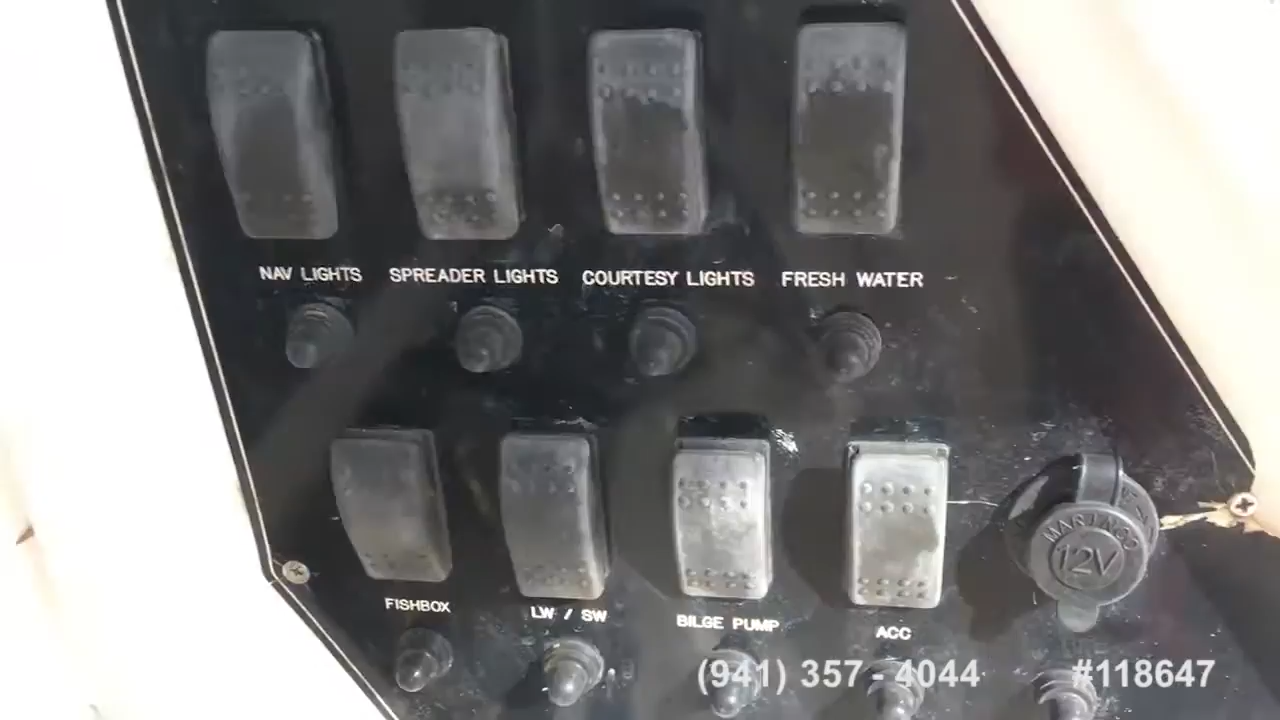 NAV LIGHTS SPREADER LIGHTS COURTESY LIGHTS FRESH WATER
FISHBOX LW / SW BILGE PUMP ACC
MARINCO
12V
(941) 357 - 4044 #118647